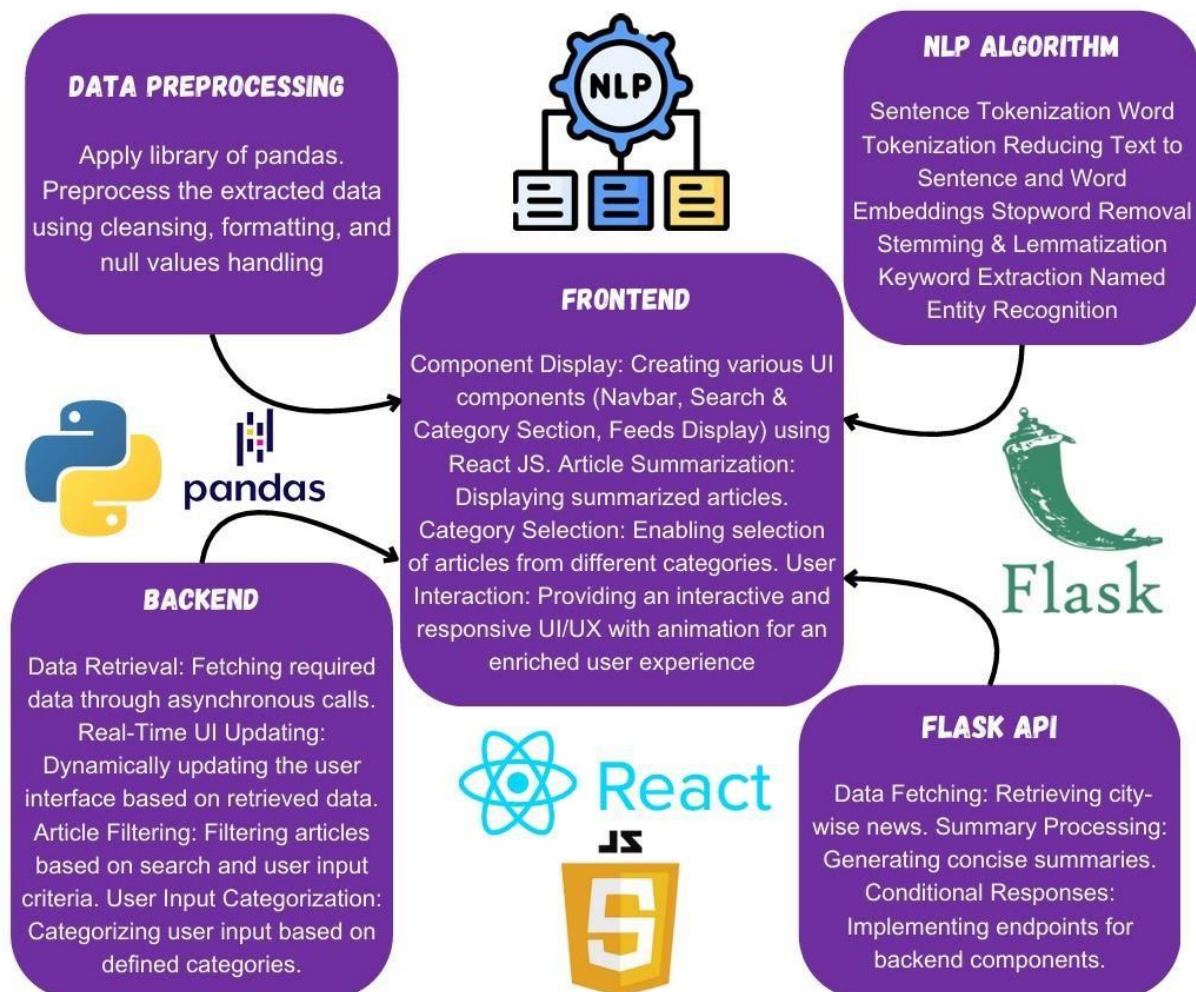 DATA PREPROCESSING
Apply library of pandas.
Preprocess the extracted data
using cleansing, formatting, and
null values handling
NLP
NLP ALGORITHM
Sentence Tokenization Word
Tokenization Reducing Text to
Sentence and Word
Embeddings Stopword Removal
Stemming & Lemmatization
Keyword Extraction Named
Entity Recognition
FRONTEND
Component Display: Creating various UI
components (Navbar, Search &
Category Section, Feeds Display) using
React JS. Article Summarization:
Displaying summarized articles.
Category Selection: Enabling selection
of articles from different categories. User
Interaction: Providing an interactive and
responsive UI/UX with animation for an
enriched user experience
pandas
Flask
BACKEND
Data Retrieval: Fetching required
data through asynchronous calls.
Real-Time UI Updating:
Dynamically updating the user
interface based on retrieved data.
Article Filtering: Filtering articles
based on search and user input
criteria. User Input Categorization:
Categorizing user input based on
defined categories.
React
JS
5
FLASK API
Data Fetching: Retrieving city-
wise news. Summary Processing:
Generating concise summaries.
Conditional Responses:
Implementing endpoints for
backend components.